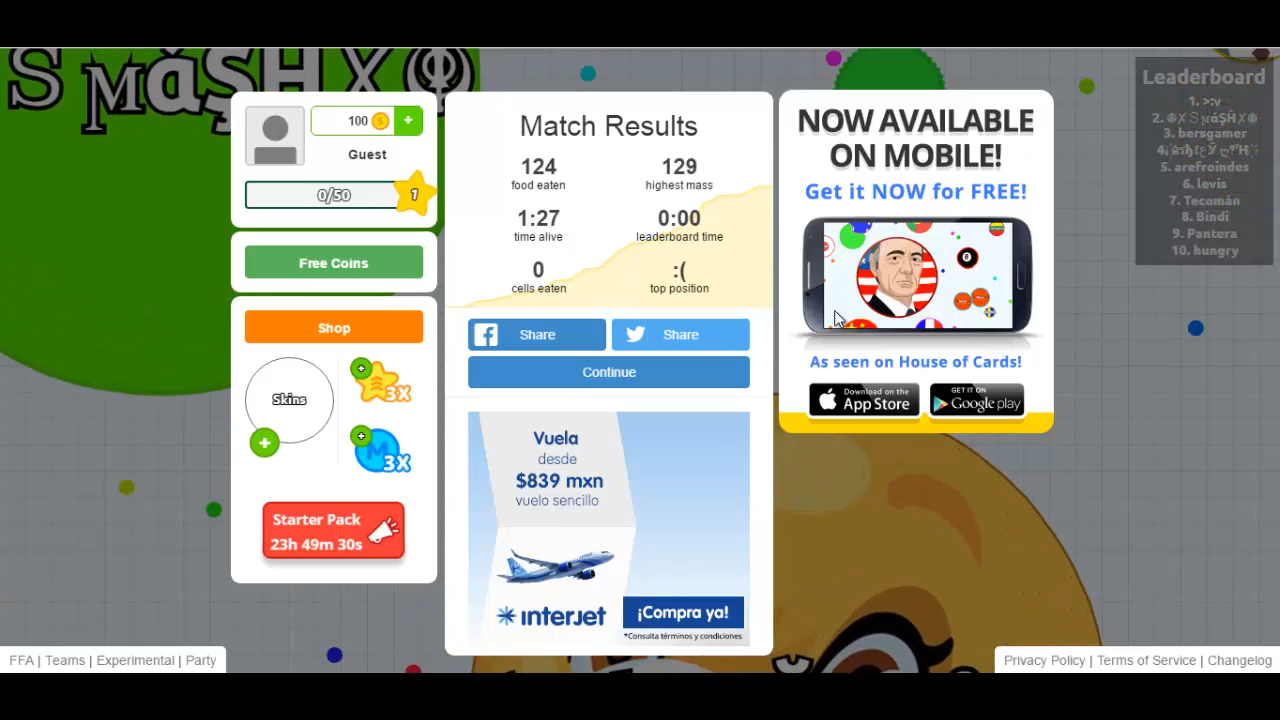 SMáŞHX
100
Guest
0/50
1
Free Coins
Shop
Skins
3X
M
3X
Starter Pack
23h 49m 30s
Match Results
124
food eaten
129
highest mass
1:27
time alive
0:00
leaderboard time
0
cells eaten
:(
top position
Share
Share
Continue
Vuela
desde
$839 mxn
vuelo sencillo
interjet
¡Compra ya!
*Consulta términos y condiciones
NOW AVAILABLE
ON MOBILE!
Get it NOW for FREE!
8
As seen on House of Cards!
Download on the
App Store
GET IT ON
Google play
Leaderboard
1. >:v
3. bersgamer
5. arefroindes
6. levis
7. Tecomán
8. Bindi
9. Pantera
10. hungry
FFA | Teams | Experimental | Party
Privacy Policy | Terms of Service | Changelog